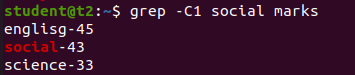 student@t2:~$ grep -C1 social marks
englisg-45
social-43
science-33